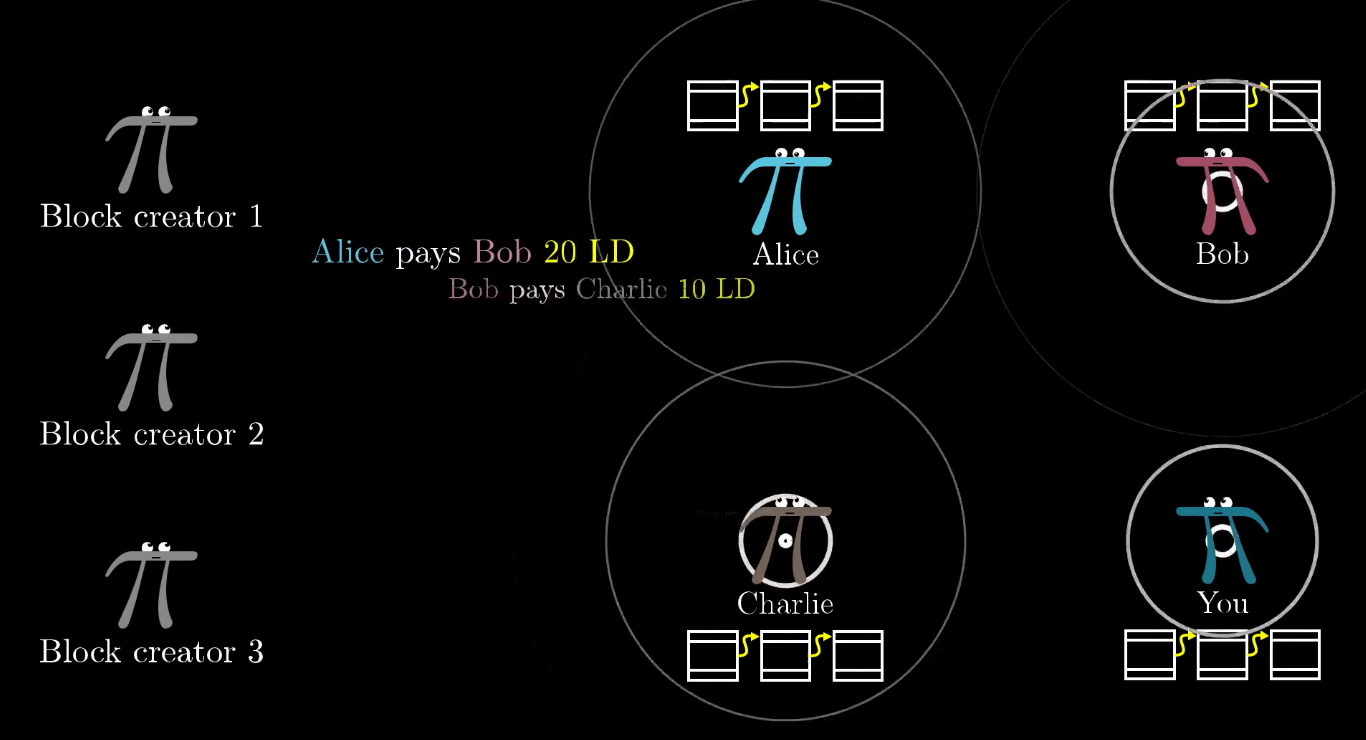 Block creator 1
Alice pays Bob 20 LD
Bob pays Charlie 10 LD
Alice
Bob
Block creator 2
Charlie
You
Block creator 3